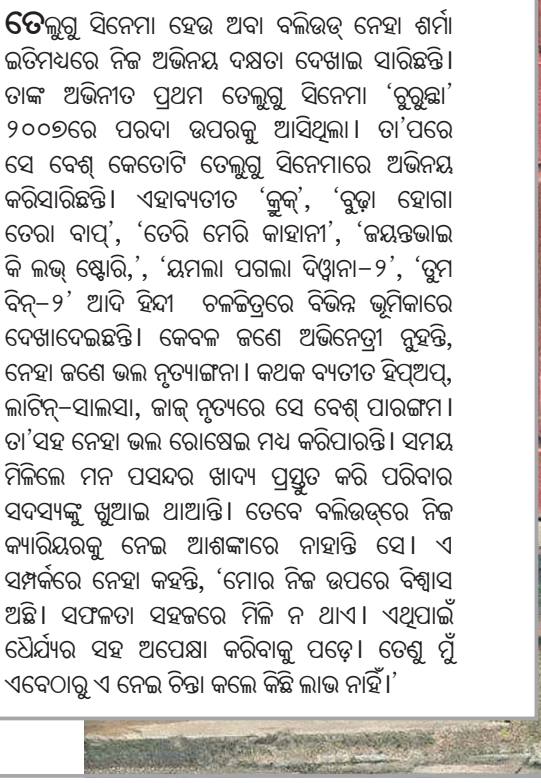 ତେଲୁଗୁ ସିନେମା ହେଉ ଅବା ବଲିଉଡ୍ ନେହା ଶର୍ମା
ଇତିମଧ୍ୟରେ ନିଜ ଅଭିନୟ ଦକ୍ଷତା ଦେଖାଇ ସାରିଛନ୍ତି।
ତାଙ୍କ ଅଭିନୀତ ପ୍ରଥମ ତେଲୁଗୁ ସିନେମା ‘ଚୁରୁଛା’
୨୦୦୭ରେ ପରଦା ଉପରକୁ ଆସିଥିଲା। ତା’ପରେ
ସେ ବେଶ୍ କେତୋଟି ତେଲୁଗୁ ସିନେମାରେ ଅଭିନୟ
କରିସାରିଛନ୍ତି। ଏହାବ୍ୟତୀତ ‘କ୍ରୁକ୍’, ‘ବୁଢ଼ା ହୋଗା
ତେରା ବାପ୍’, ‘ତେରି ମେରି କାହାନୀ’, ‘ଜୟନ୍ତଭାଇ
କି ଲଭ୍ ଷ୍ଟୋରି,’, ‘ୟମଲା ପଗଲା ଦିୱାନା-୨’, ‘ତୁମ
ବିନ୍-୨’ ଆଦି ହିନ୍ଦୀ ଚଳଚ୍ଚିତ୍ରରେ ବିଭିନ୍ନ ଭୂମିକାରେ
ଦେଖାଦେଇଛନ୍ତି। କେବଳ ଜଣେ ଅଭିନେତ୍ରୀ ନୁହନ୍ତି,
ନେହା ଜଣେ ଭଲ ନୃତ୍ୟାଙ୍ଗନା। କଥକ ବ୍ୟତୀତ ହିପ୍‌ଅପ୍,
ଲାଟିନ୍-ସାଲସା, ଜାଜ୍ ନୃତ୍ୟରେ ସେ ବେଶ୍ ପାରଙ୍ଗମ।
ତା’ସହ ନେହା ଭଲ ରୋଷେଇ ମଧ୍ୟ କରିପାରନ୍ତି। ସମୟ
ମିଳିଲେ ମନ ପସନ୍ଦର ଖାଦ୍ୟ ପ୍ରସ୍ତୁତ କରି ପରିବାର
ସଦସ୍ୟଙ୍କୁ ଖୁଆଇ ଥାଆନ୍ତି। ତେବେ ବଲିଉଡ୍‌ରେ ନିଜ
କ୍ୟାରିୟରକୁ ନେଇ ଆଶଙ୍କାରେ ନାହାନ୍ତି ସେ। ଏ
ସମ୍ପର୍କରେ ନେହା କହନ୍ତି, ‘ମୋର ନିଜ ଉପରେ ବିଶ୍ୱାସ
ଅଛି। ସଫଳତା ସହଜରେ ମିଳି ନ ଥାଏ। ଏଥିପାଇଁ
ଧୈର୍ଯ୍ୟର ସହ ଅପେକ୍ଷା କରିବାକୁ ପଡ଼େ। ତେଣୁ ମୁଁ
ଏବେଠାରୁ ଏ ନେଇ ଚିନ୍ତା କଲେ କିଛି ଲାଭ ନାହିଁ।’